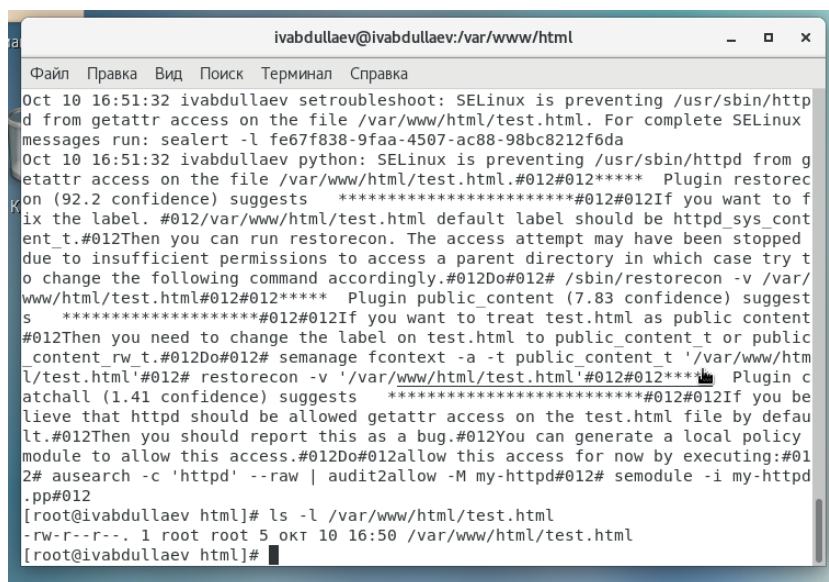 ivabdullaev@ivabdullaev:/var/www/html
Файл Правка Вид Поиск Терминал Справка
Oct 10 16:51:32 ivabdullaev setroubleshoot: SELinux is preventing /usr/sbin/http
d from getattr access on the file /var/www/html/test.html. For complete SELinux
messages run: sealert -l fe67f838-9faa-4507-ac88-98bc8212f6da
Oct 10 16:51:32 ivabdullaev python: SELinux is preventing /usr/sbin/httpd from g
etattr access on the file /var/www/html/test.html.#012#012*****  Plugin restorec
on (92.2 confidence) suggests   ************************#012#012If you want to f
ix the label. #012/var/www/html/test.html default label should be httpd_sys_cont
ent_t.#012Then you can run restorecon. The access attempt may have been stopped
due to insufficient permissions to access a parent directory in which case try t
o change the following command accordingly.#012Do#012# /sbin/restorecon -v /var/
www/html/test.html#012#012*****  Plugin public_content (7.83 confidence) suggest
s   ********************#012#012If you want to treat test.html as public content
#012Then you need to change the label on test.html to public_content_t or public
_content_rw_t.#012Do#012# semanage fcontext -a -t public_content_t '/var/www/htm
l/test.html'#012# restorecon -v '/var/www/html/test.html'#012#012*****  Plugin c
atchall (1.41 confidence) suggests   **************************#012#012If you be
lieve that httpd should be allowed getattr access on the test.html file by defau
lt.#012Then you should report this as a bug.#012You can generate a local policy
module to allow this access.#012Do#012allow this access for now by executing:#01
2# ausearch -c 'httpd' --raw | audit2allow -M my-httpd#012# semodule -i my-httpd
.pp#012
[root@ivabdullaev html]# ls -l /var/www/html/test.html
-rw-r--r--. 1 root root 5 окт 10 16:50 /var/www/html/test.html
[root@ivabdullaev html]#